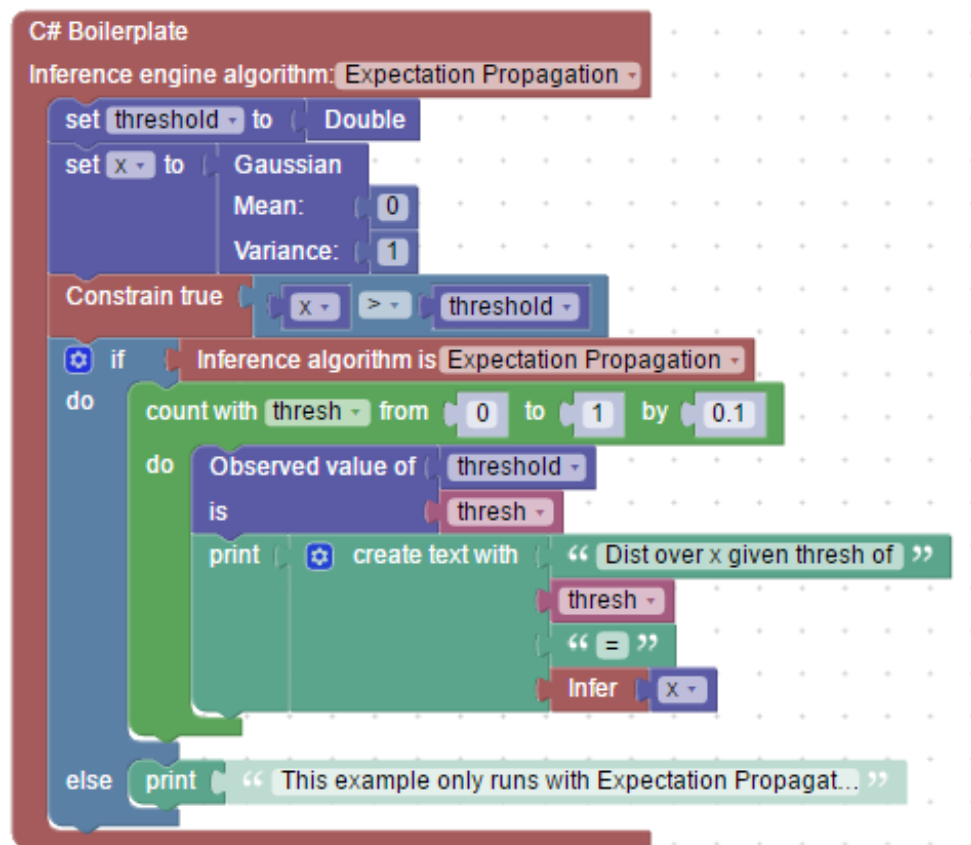 C# Boilerplate
Inference engine algorithm: Expectation Propagation
set threshold to Double
set x to Gaussian
Mean: 0
Variance: 1
Constrain true x > threshold
if Inference algorithm is Expectation Propagation
do count with thresh from 0 to 1 by 0.1
do Observed value of threshold
is thresh
print create text with “ Dist over x given thresh of ”
thresh
“ = ”
Infer x
else print “ This example only runs with Expectation Propagat... ”